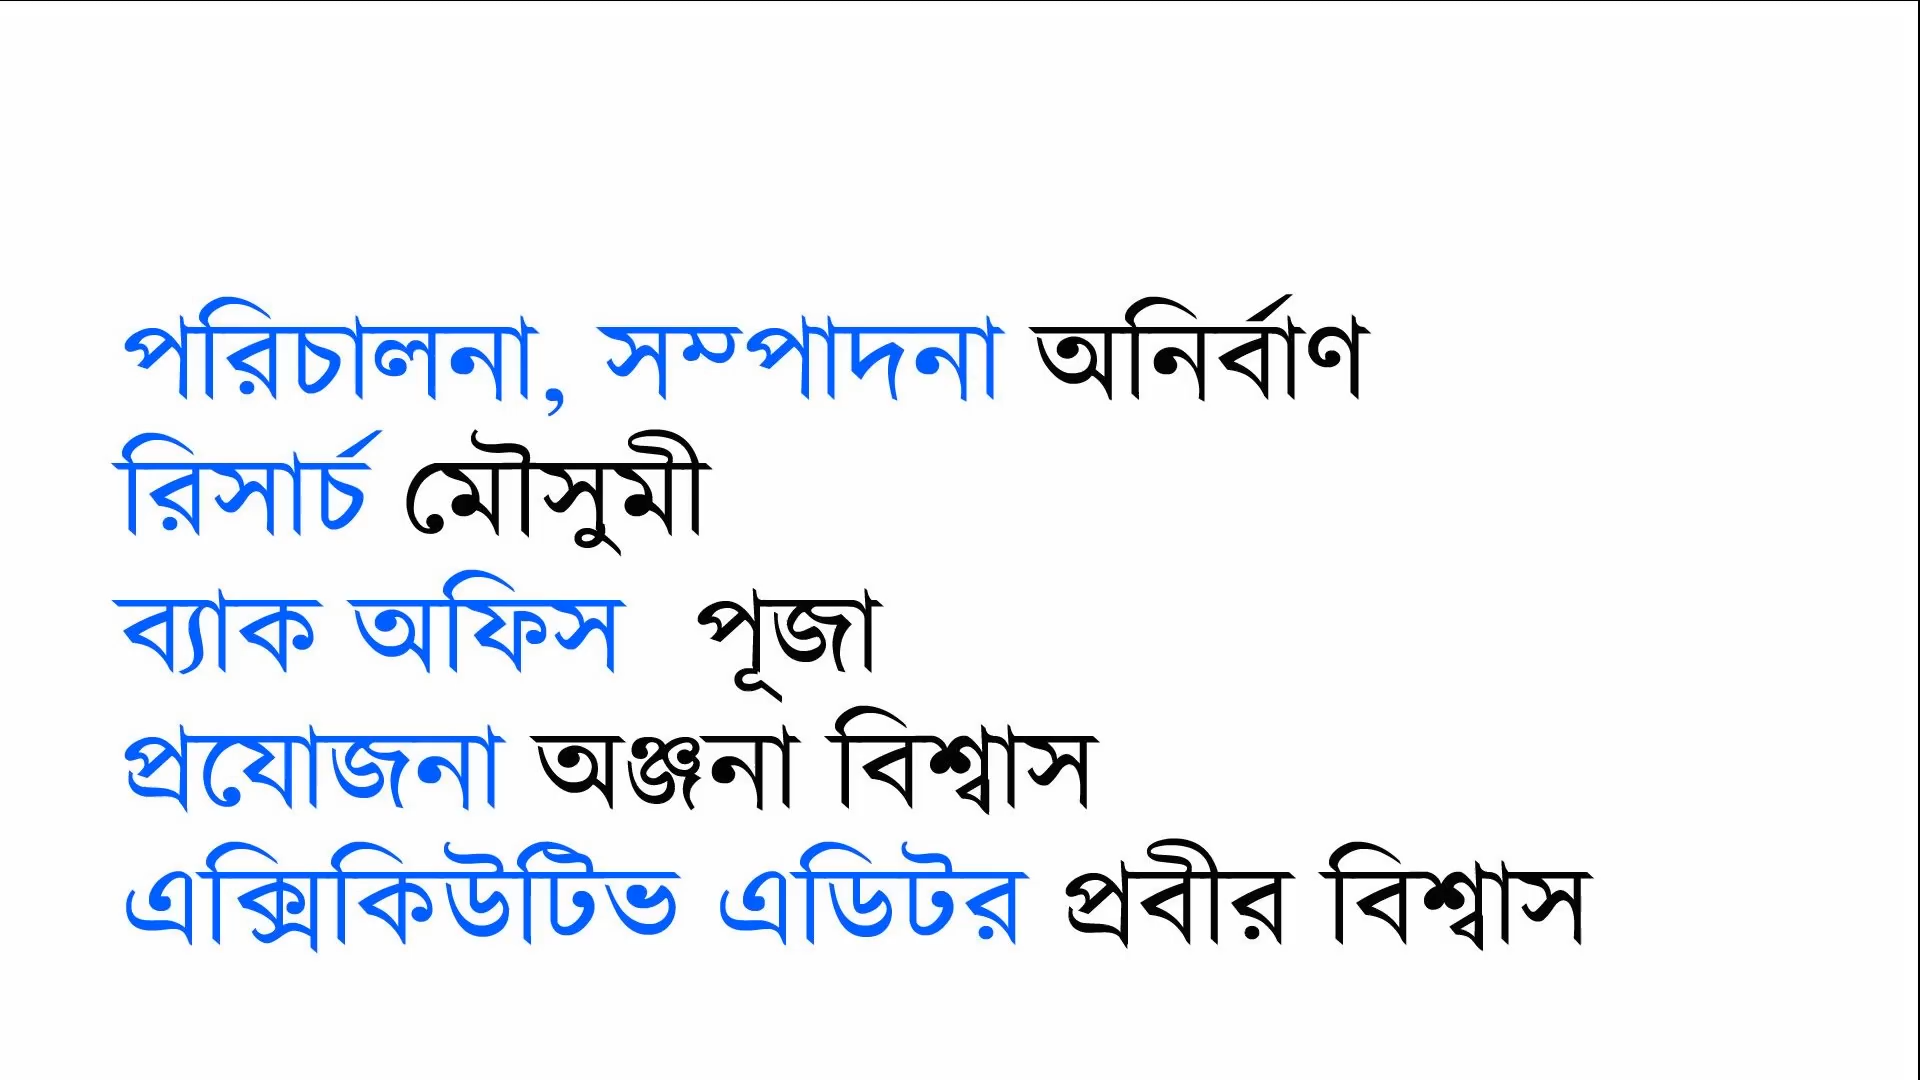 পরিচালনা, সম্পাদনা অনির্বাণ
রিসার্চ মৌসুমী
ব্যাক অফিস পূজা
প্রযোজনা অঞ্জনা বিশ্বাস
এক্সিকিউটিভ এডিটর প্রবীর বিশ্বাস